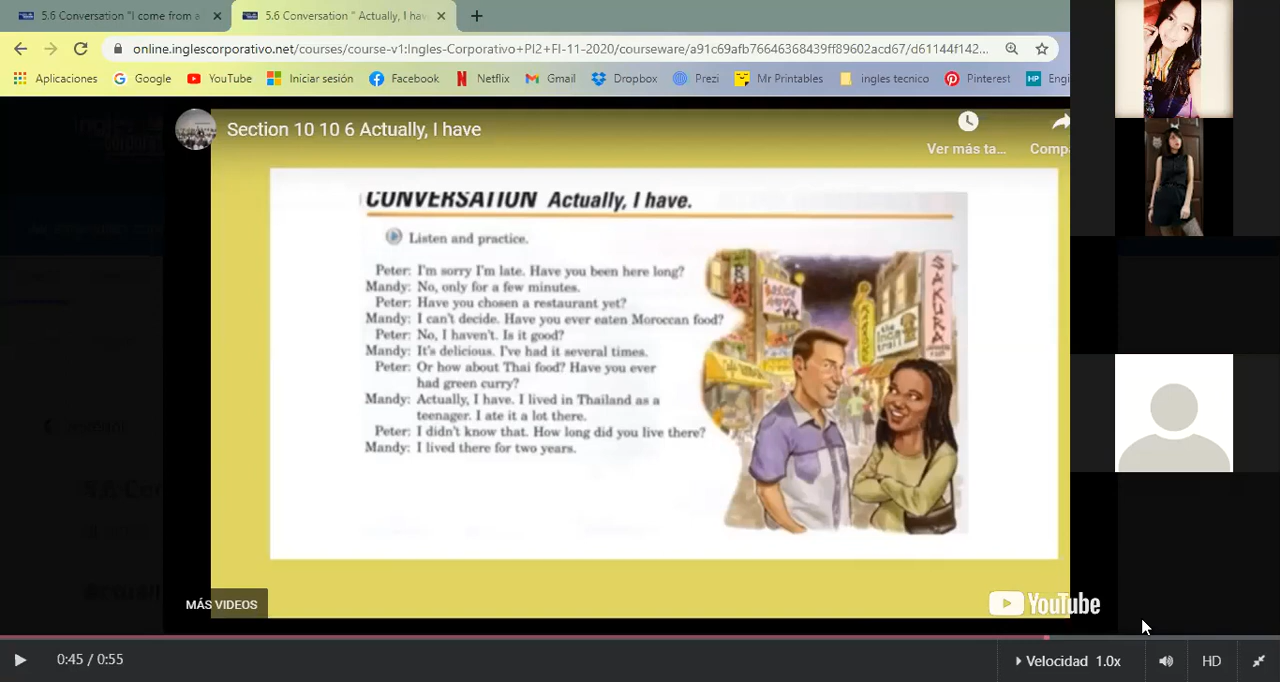 5.6 Conversation "I come from a
5.6 Conversation " Actually, I hav
online.inglescorporativo.net/courses/course-v1:Ingles-Corporativo+PI2+FI-11-2020/courseware/a91c69afb76646368439ff89602acd67/d61144f142...
Aplicaciones Google YouTube Iniciar sesión Facebook Netflix Gmail Dropbox Prezi Mr Printables ingles tecnico Pinterest HP Engl
Section 10 10 6 Actually, I have
Ver más ta... Comp
CONVERSATION Actually, I have.
Listen and practice.
Peter: I'm sorry I'm late. Have you been here long?
Mandy: No, only for a few minutes.
Peter: Have you chosen a restaurant yet?
Mandy: I can't decide. Have you ever eaten Moroccan food?
Peter: No, I haven't. Is it good?
Mandy: It's delicious. I've had it several times.
Peter: Or how about Thai food? Have you ever
had green curry?
Mandy: Actually, I have. I lived in Thailand as a
teenager. I ate it a lot there.
Peter: I didn't know that. How long did you live there?
Mandy: I lived there for two years.
ROMA
SAKURA
MÁS VIDEOS
YouTube
0:45 / 0:55
Velocidad 1.0x
HD